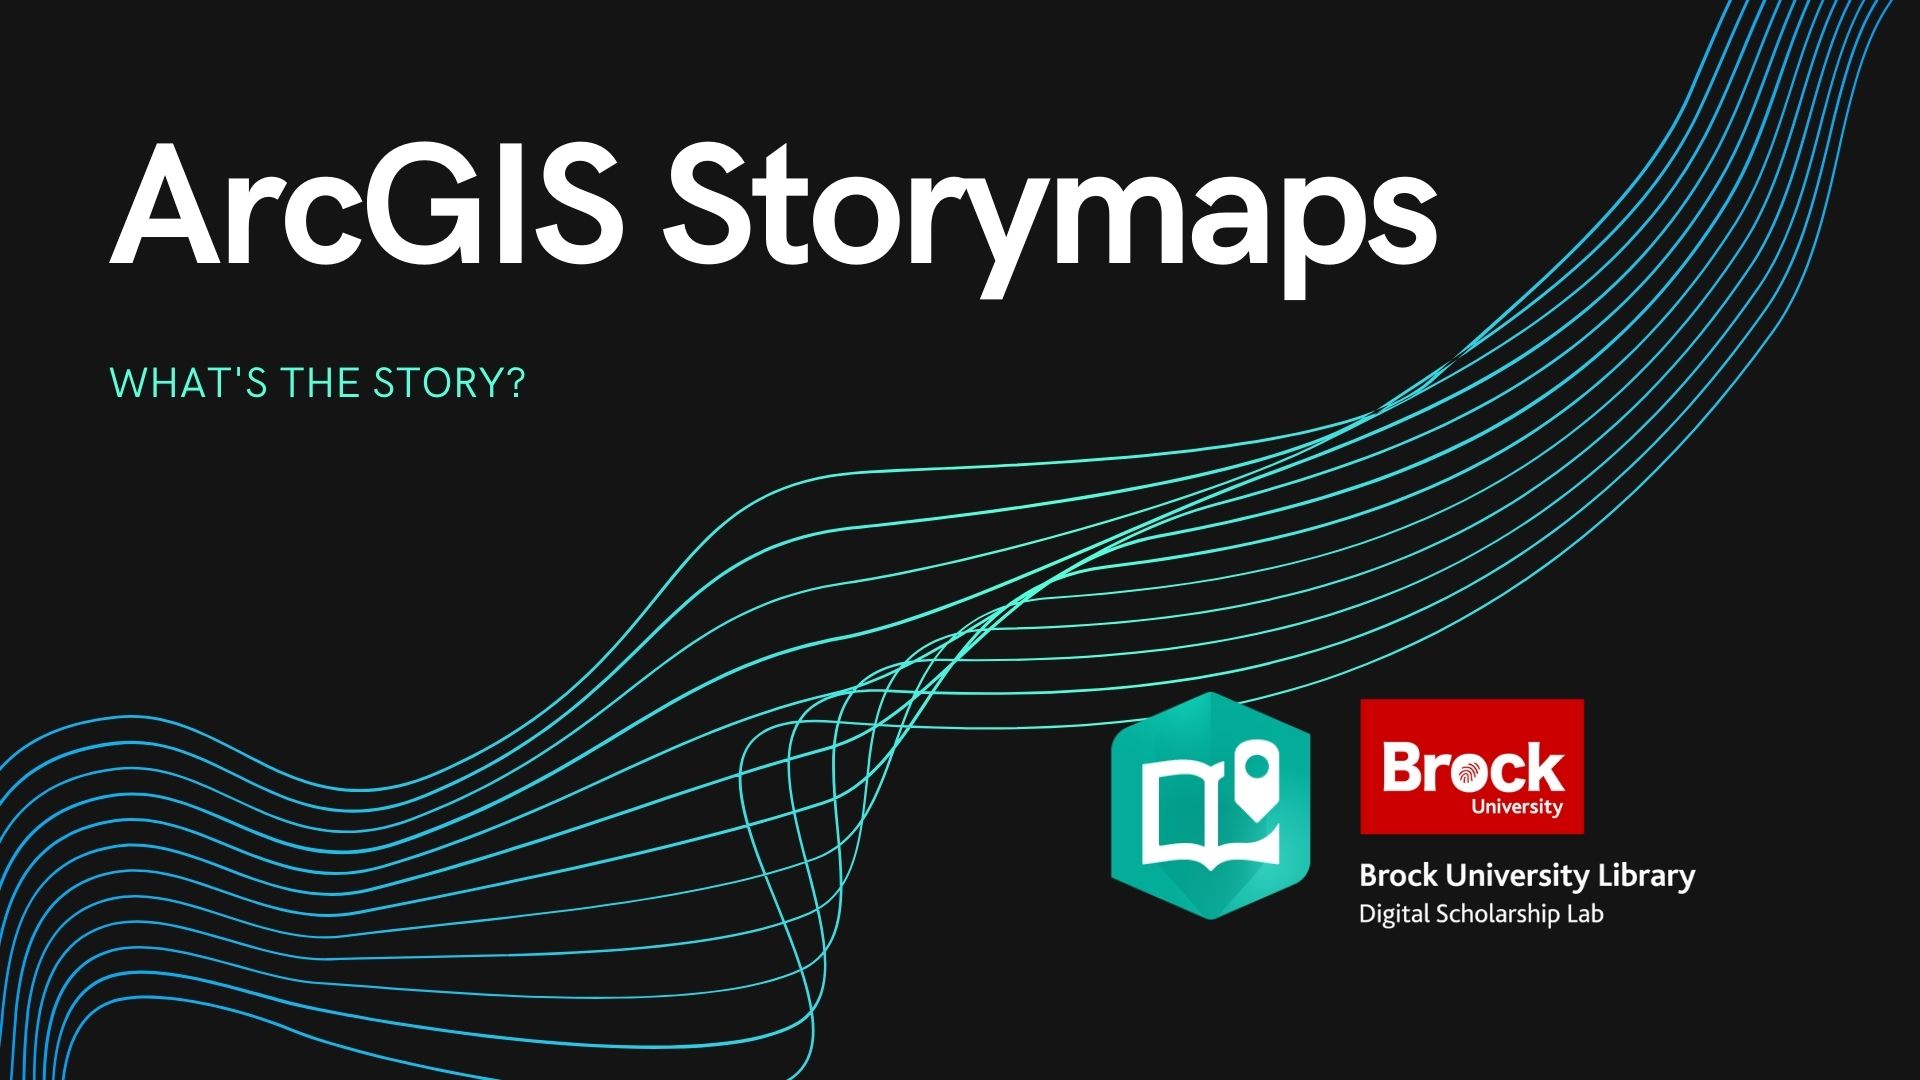 ArcGIS Storymaps
WHAT'S THE STORY?
Brock
University
Brock University Library
Digital Scholarship Lab